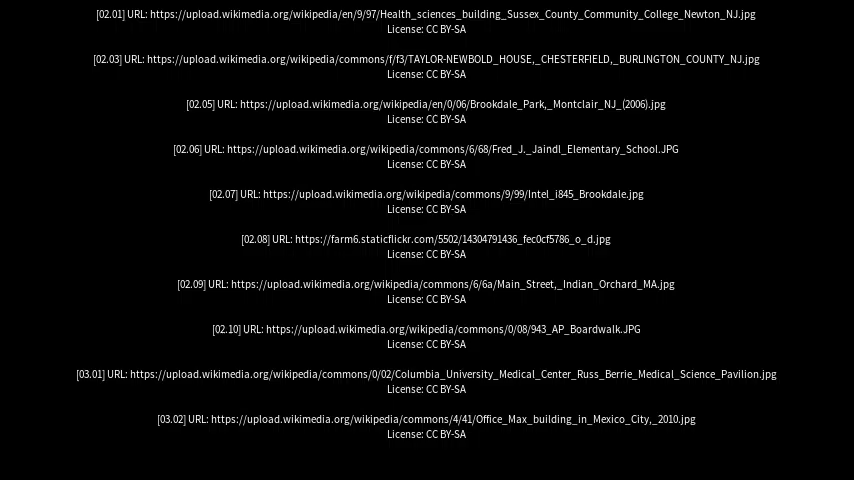 [02.01] URL: https://upload.wikimedia.org/wikipedia/en/9/97/Health_sciences_building_Sussex_County_Community_College_Newton_NJ.jpg
License: CC BY-SA
[02.03] URL: https://upload.wikimedia.org/wikipedia/commons/f/f3/TAYLOR-NEWBOLD_HOUSE,_CHESTERFIELD,_BURLINGTON_COUNTY_NJ.jpg
License: CC BY-SA
[02.05] URL: https://upload.wikimedia.org/wikipedia/en/0/06/Brookdale_Park,_Montclair_NJ_(2006).jpg
License: CC BY-SA
[02.06] URL: https://upload.wikimedia.org/wikipedia/commons/6/68/Fred_J._Jaindl_Elementary_School.JPG
License: CC BY-SA
[02.07] URL: https://upload.wikimedia.org/wikipedia/commons/9/99/Intel_i845_Brookdale.jpg
License: CC BY-SA
[02.08] URL: https://farm6.staticflickr.com/5502/14304791436_fec0cf5786_o_d.jpg
License: CC BY-SA
[02.09] URL: https://upload.wikimedia.org/wikipedia/commons/6/6a/Main_Street,_Indian_Orchard_MA.jpg
License: CC BY-SA
[02.10] URL: https://upload.wikimedia.org/wikipedia/commons/0/08/943_AP_Boardwalk.JPG
License: CC BY-SA
[03.01] URL: https://upload.wikimedia.org/wikipedia/commons/0/02/Columbia_University_Medical_Center_Russ_Berrie_Medical_Science_Pavilion.jpg
License: CC BY-SA
[03.02] URL: https://upload.wikimedia.org/wikipedia/commons/4/41/Office_Max_building_in_Mexico_City,_2010.jpg
License: CC BY-SA